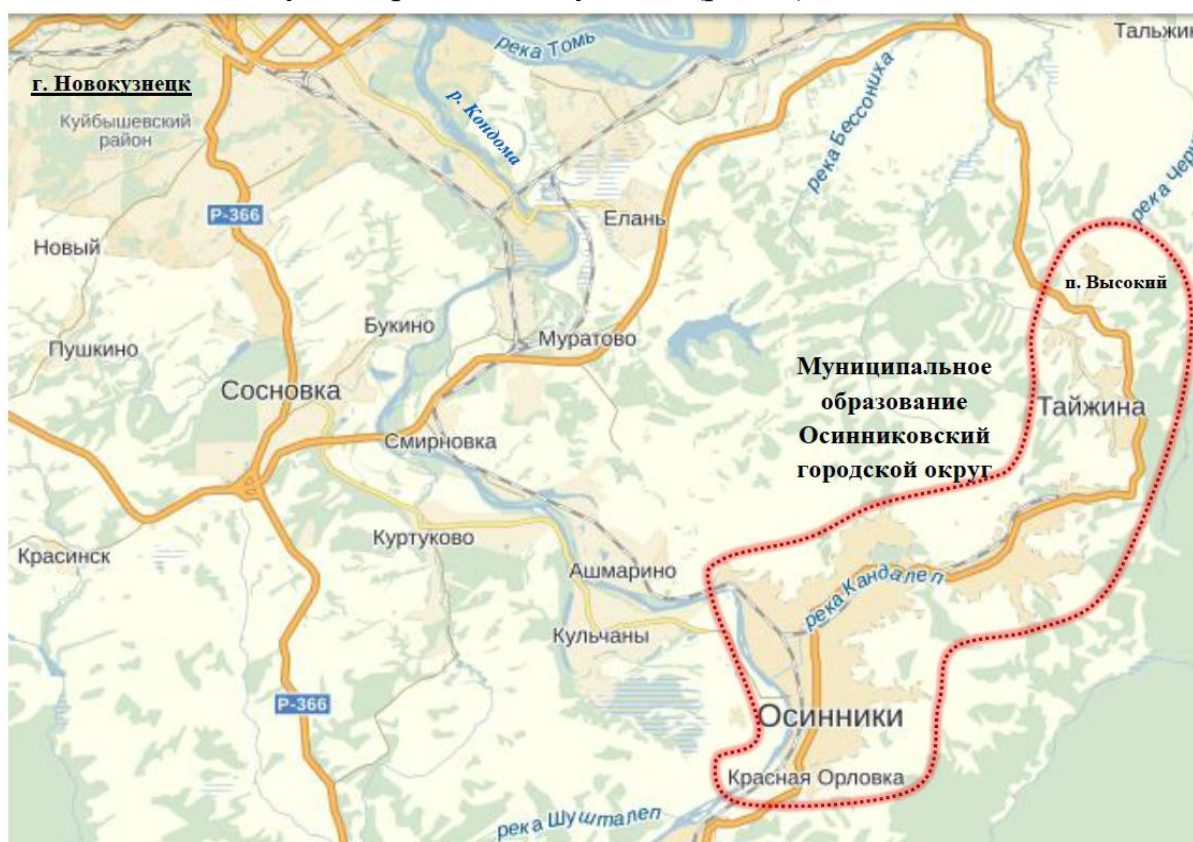 река Томь
Тальжин
г. Новокузнецк
Куйбышевский
район
р. Кондома
река Бессониха
река Черн
Р-366
Елань
Новый
п. Высокий
Букино
Муратово
Пушкино
Сосновка
Муниципальное
образование
Осинниковский
городской округ
Тайжина
Смирновка
Куртуково
Красинск
Ашмарино
река Кандалеп
Кульчаны
Р-366
Осинники
Красная Орловка
река Шушталеп